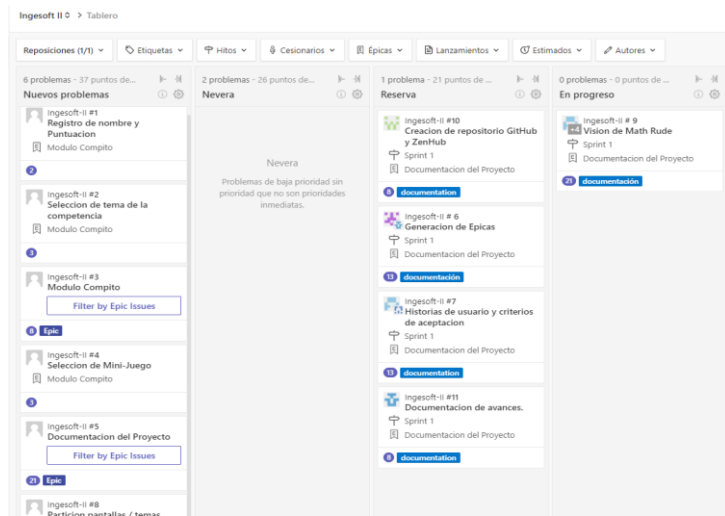 Ingesoft II > Tablero
Reposiciones (1/1) Etiquetas Hitos Cesionarios Épicas Lanzamientos Estimados Autores
6 problemas - 37 puntos de...
Nuevos problemas
Ingesoft-II #1
Registro de nombre y
Puntuacion
Modulo Compito
2
Ingesoft-II #2
Seleccion de tema de la
competencia
Modulo Compito
3
Ingesoft-II #3
Modulo Compito
Filter by Epic Issues
8 Epic
Ingesoft-II #4
Seleccion de Mini-Juego
Modulo Compito
3
Ingesoft-II #5
Documentacion del Proyecto
Filter by Epic Issues
21 Epic
Ingesoft-II #8
Particion pantallas / temas
2 problemas - 26 puntos de...
Nevera
Nevera
Problemas de baja prioridad sin
prioridad que no son prioridades
inmediatas.
1 problema - 21 puntos de ...
Reserva
Ingesoft-II #10
Creacion de repositorio GitHub
y ZenHub
Sprint 1
Documentacion del Proyecto
8 documentation
Ingesoft-II # 6
Generacion de Epicas
Sprint 1
Documentacion del Proyecto
13 documentación
Ingesoft-II #7
Historias de usuario y criterios
de aceptacion
Sprint 1
Documentacion del Proyecto
13 documentation
Ingesoft-II #11
Documentacion de avances.
Sprint 1
Documentacion del Proyecto
8 documentation
0 problemas - 0 puntos de ...
En progreso
Ingesoft-II # 9
+4 Vision de Math Rude
Sprint 1
Documentacion del Proyecto
21 documentación